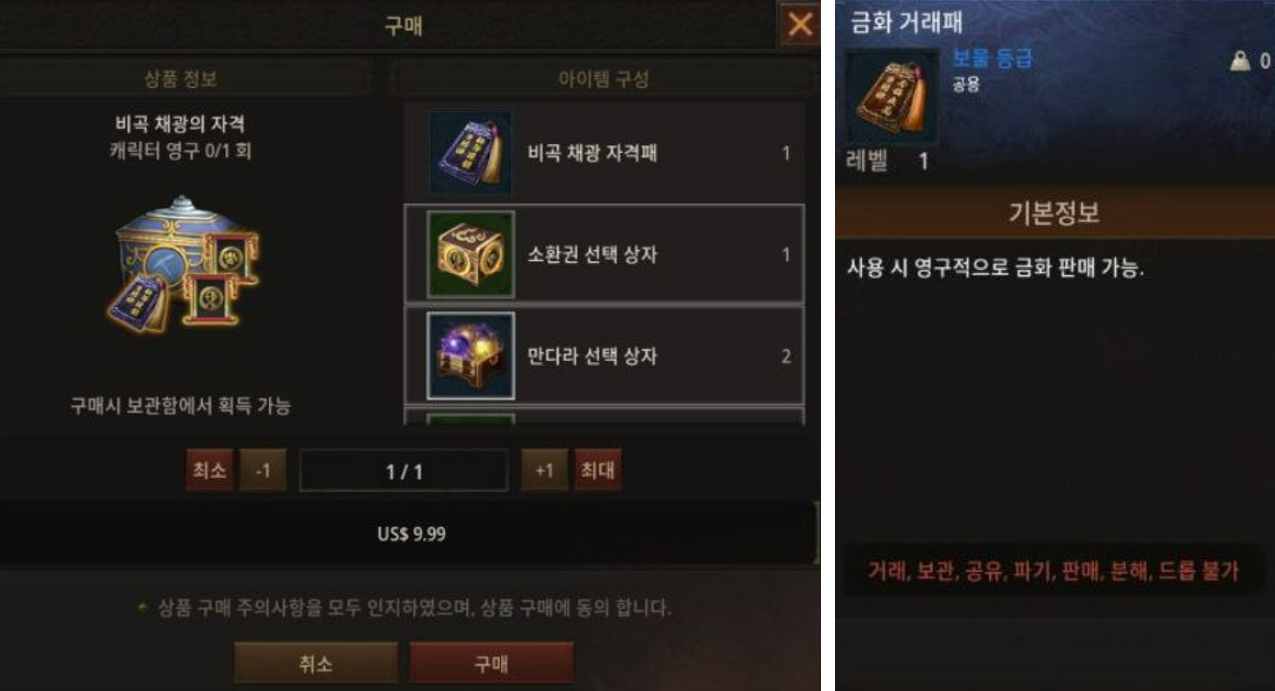 구매
상품 정보
비곡 채광의 자격
캐릭터 영구 0/1 회
구매시 보관함에서 획득 가능
아이템 구성
비곡 채광 자격패 1
소환권 선택 상자 1
만다라 선택 상자 2
최소 -1 1 / 1 +1 최대
US$ 9.99
상품 구매 주의사항을 모두 인지하였으며, 상품 구매에 동의 합니다.
취소 구매
금화 거래패
보물 등급 0
공용
레벨 1
기본정보
사용 시 영구적으로 금화 판매 가능.
거래, 보관, 공유, 파기, 판매, 분해, 드롭 불가